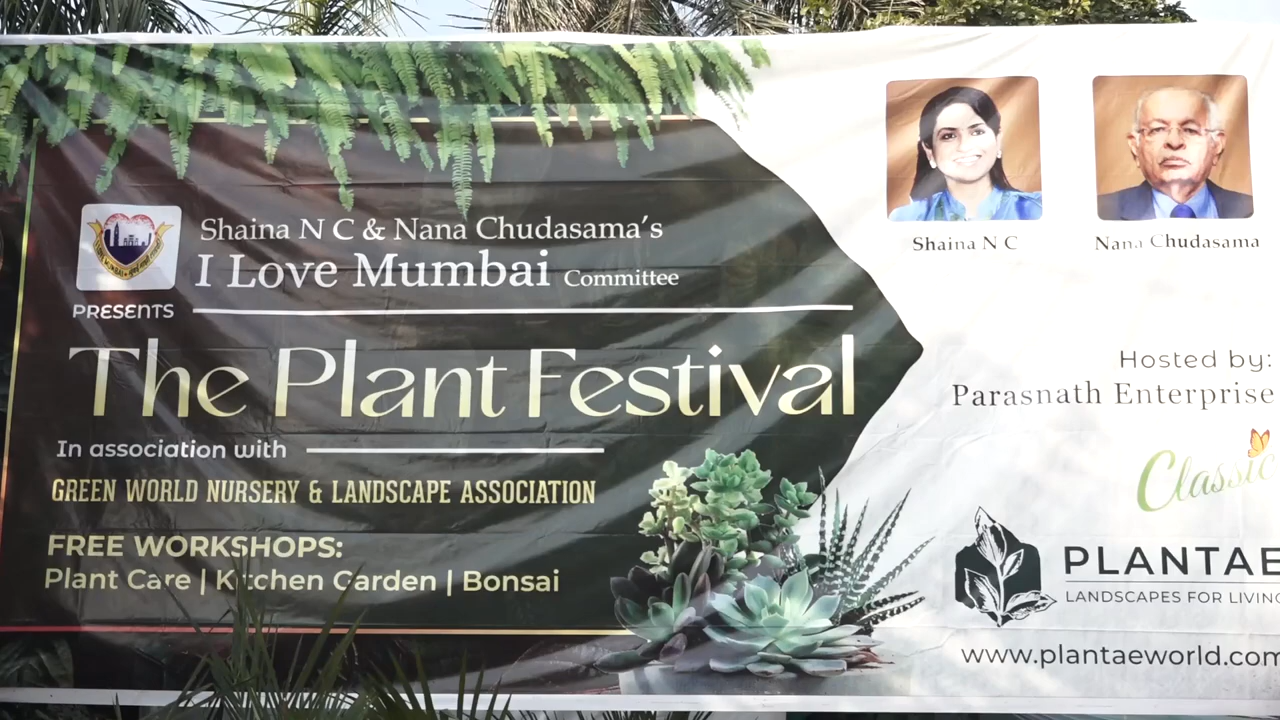 Shaina N C & Nana Chudasama's
I Love Mumbai Committee
PRESENTS
The Plant Festival
In association with
GREEN WORLD NURSERY & LANDSCAPE ASSOCIATION
FREE WORKSHOPS:
Plant Care | Kitchen Garden | Bonsai
Shaina N C
Nana Chudasama
Hosted by:
Parasnath Enterprise
Classic
PLANTAE
LANDSCAPES FOR LIVING
www.plantaeworld.com